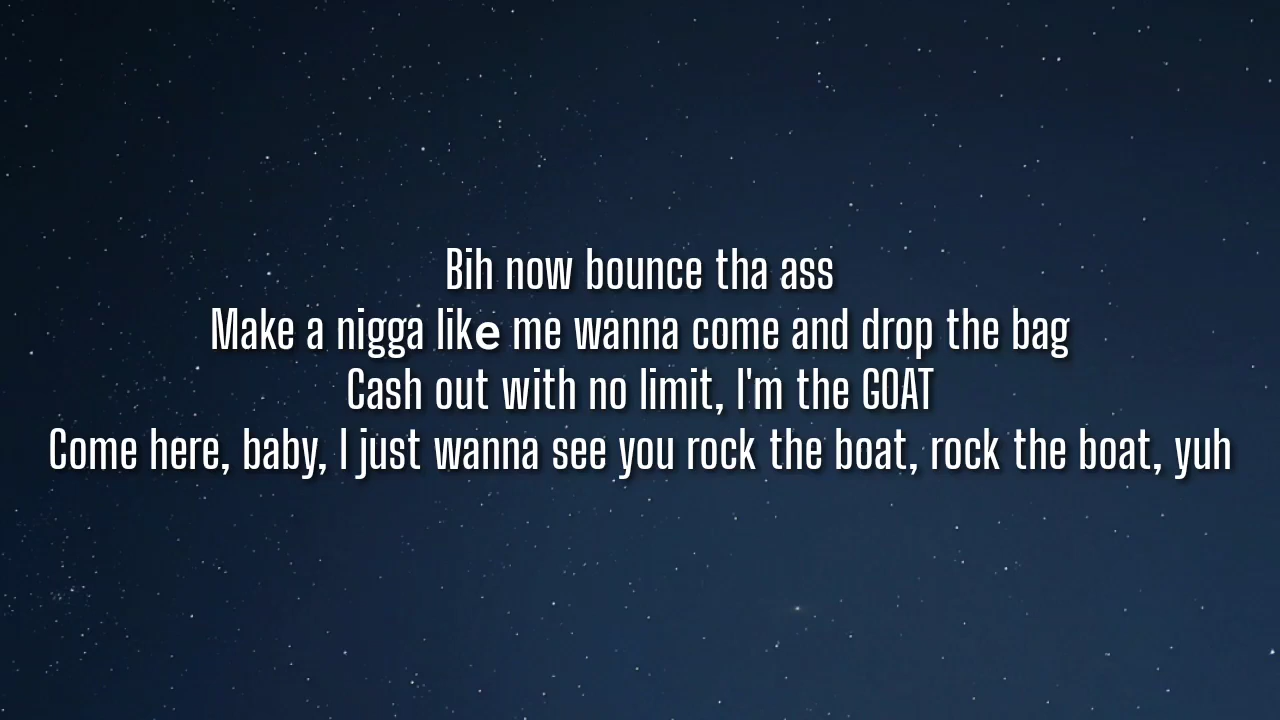 Bih now bounce tha ass
Make a nigga like me wanna come and drop the bag
Cash out with no limit, I'm the GOAT
Come here, baby, I just wanna see you rock the boat, rock the boat, yuh